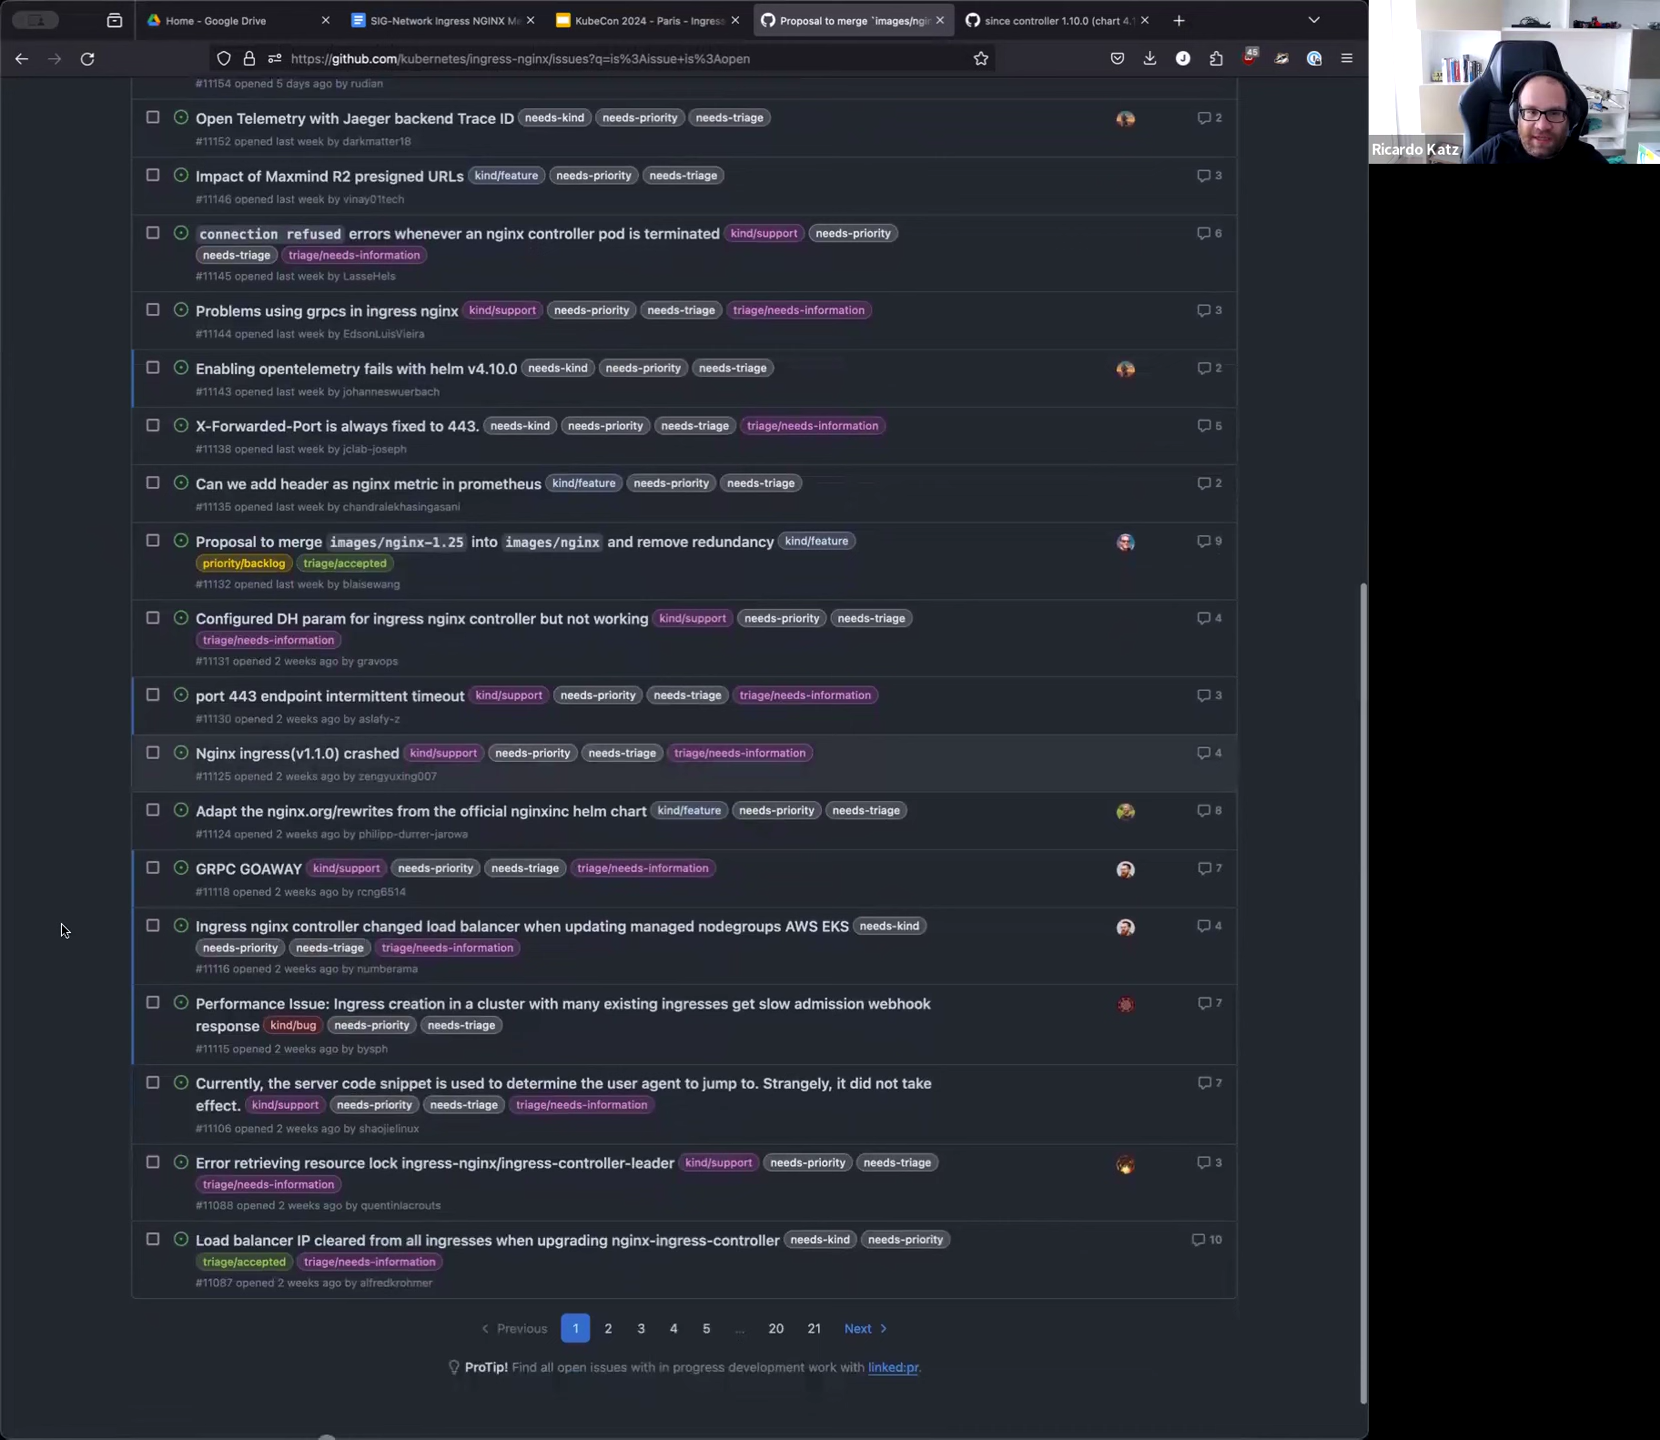 Home - Google Drive
SIG-Network Ingress NGINX Me
KubeCon 2024 - Paris - Ingress
Proposal to merge `images/ngin
since controller 1.10.0 (chart 4.1
https://github.com/kubernetes/ingress-nginx/issues?q=is%3Aissue+is%3Aopen
45
Ricardo Katz
#11154 opened 5 days ago by rudian
Open Telemetry with Jaeger backend Trace ID needs-kind needs-priority needs-triage 2
#11152 opened last week by darkmatter18
Impact of Maxmind R2 presigned URLs kind/feature needs-priority needs-triage 3
#11146 opened last week by vinay01tech
connection refused errors whenever an nginx controller pod is terminated kind/support needs-priority 6
needs-triage triage/needs-information
#11145 opened last week by LasseHels
Problems using grpcs in ingress nginx kind/support needs-priority needs-triage triage/needs-information 3
#11144 opened last week by EdsonLuisVieira
Enabling opentelemetry fails with helm v4.10.0 needs-kind needs-priority needs-triage 2
#11143 opened last week by johanneswuerbach
X-Forwarded-Port is always fixed to 443. needs-kind needs-priority needs-triage triage/needs-information 5
#11138 opened last week by jclab-joseph
Can we add header as nginx metric in prometheus kind/feature needs-priority needs-triage 2
#11135 opened last week by chandralekhasingasani
Proposal to merge images/nginx-1.25 into images/nginx and remove redundancy kind/feature 9
priority/backlog triage/accepted
#11132 opened last week by blaisewang
Configured DH param for ingress nginx controller but not working kind/support needs-priority needs-triage 4
triage/needs-information
#11131 opened 2 weeks ago by gravops
port 443 endpoint intermittent timeout kind/support needs-priority needs-triage triage/needs-information 3
#11130 opened 2 weeks ago by aslafy-z
Nginx ingress(v1.1.0) crashed kind/support needs-priority needs-triage triage/needs-information 4
#11125 opened 2 weeks ago by zengyuxing007
Adapt the nginx.org/rewrites from the official nginxinc helm chart kind/feature needs-priority needs-triage 8
#11124 opened 2 weeks ago by philipp-durrer-jarowa
GRPC GOAWAY kind/support needs-priority needs-triage triage/needs-information 7
#11118 opened 2 weeks ago by rcng6514
Ingress nginx controller changed load balancer when updating managed nodegroups AWS EKS needs-kind 4
needs-priority needs-triage triage/needs-information
#11116 opened 2 weeks ago by numberama
Performance Issue: Ingress creation in a cluster with many existing ingresses get slow admission webhook 7
response kind/bug needs-priority needs-triage
#11115 opened 2 weeks ago by bysph
Currently, the server code snippet is used to determine the user agent to jump to. Strangely, it did not take 7
effect. kind/support needs-priority needs-triage triage/needs-information
#11106 opened 2 weeks ago by shaojielinux
Error retrieving resource lock ingress-nginx/ingress-controller-leader kind/support needs-priority needs-triage 3
triage/needs-information
#11088 opened 2 weeks ago by quentinlacrouts
Load balancer IP cleared from all ingresses when upgrading nginx-ingress-controller needs-kind needs-priority 10
triage/accepted triage/needs-information
#11087 opened 2 weeks ago by alfredkrohmer
Previous 1 2 3 4 5 … 20 21 Next
ProTip! Find all open issues with in progress development work with linked:pr.